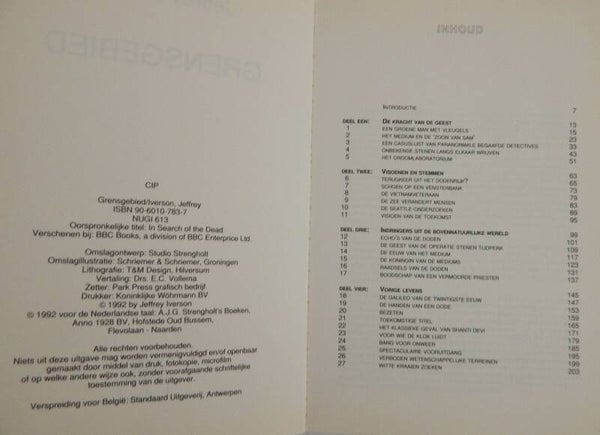 GRENSGEBIED
CIP
Grensgebied/Iverson, Jeffrey
ISBN 90-6010-783-7
NUGI 613
Oorspronkelijke titel: In Search of the Dead
Verschenen bij: BBC Books, a division of BBC Enterprice Ltd.
Omslagontwerp: Studio Strengholt
Omslagillustratie: Schriemer & Schriemer, Groningen
Lithografie: T&M Design, Hilversum
Vertaling: Drs. E.C. Vollema
Zetter: Park Press grafisch bedrijf
Drukker: Koninklijke Wöhrmann BV
© 1992 by Jeffrey Iverson
© 1992 voor de Nederlandse taal: A.J.G. Strengholt's Boeken,
Anno 1928 BV, Hofstede Oud Bussem,
Flevolaan - Naarden
Alle rechten voorbehouden.
Niets uit deze uitgave mag worden vermenigvuldigd en/of openbaar
gemaakt door middel van druk, fotokopie, microfilm
of op welke andere wijze ook, zonder voorafgaande schriftelijke
toestemming van de uitgever.
Verspreiding voor België: Standaard Uitgeverij, Antwerpen
INHOUD
INTRODUCTIE 7
DEEL EEN: DE KRACHT VAN DE GEEST 13
1 EEN GROENE MAN MET VLEUGELS 15
2 HET MEDIUM EN DE 'ZOON VAN SAM' 23
3 EEN CASUSLIJST VAN PARANORMALE BEGAAFDE DETECTIVES 33
4 ONBEKENDE STENEN LANGS ELKAAR WRIJVEN 43
5 HET DROOMLABORATORIUM 51
DEEL TWEE: VISIOENEN EN STEMMEN 63
6 TERUGKEER UIT HET DODENRIJK? 65
7 SCHOEN OP EEN VENSTERBANK 73
8 DE VIETNAMVETERAAN 79
9 DE ZEE VERANDERT MENSEN 83
10 DE SEATTLE-ONDERZOEKEN 89
11 VISIOEN VAN DE TOEKOMST 95
DEEL DRIE: INDRINGERS UIT DE BOVENNATUURLIJKE WERELD 99
12 ECHO'S VAN DE DODEN 101
13 DE GEEST VAN DE OPERATIE STENEN TIJDPERK 109
14 DE EEUW VAN HET MEDIUM 117
15 DE KONINGIN VAN DE MEDIUMS 123
16 RAADSELS VAN DE DODEN 131
17 BOODSCHAP VAN EEN VERMOORDE PRIESTER 137
DEEL VIER: VORIGE LEVENS 145
18 DE GALILEO VAN DE TWINTIGSTE EEUW 147
19 DE HANDEN VAN EEN DODE 153
20 BEZETEN 159
21 TOEKOMSTIGE TITEL 165
22 HET KLASSIEKE GEVAL VAN SHANTI DEVI 171
23 VOOR WIE DE KLOK LUIDT 177
24 BANG VOOR ONWEER 181
25 SPECTACULAIRE VOORUITGANG 185
26 VERBODEN WETENSCHAPPELIJKE TERREINEN 195
27 WITTE KRAAIEN ZOEKEN 203